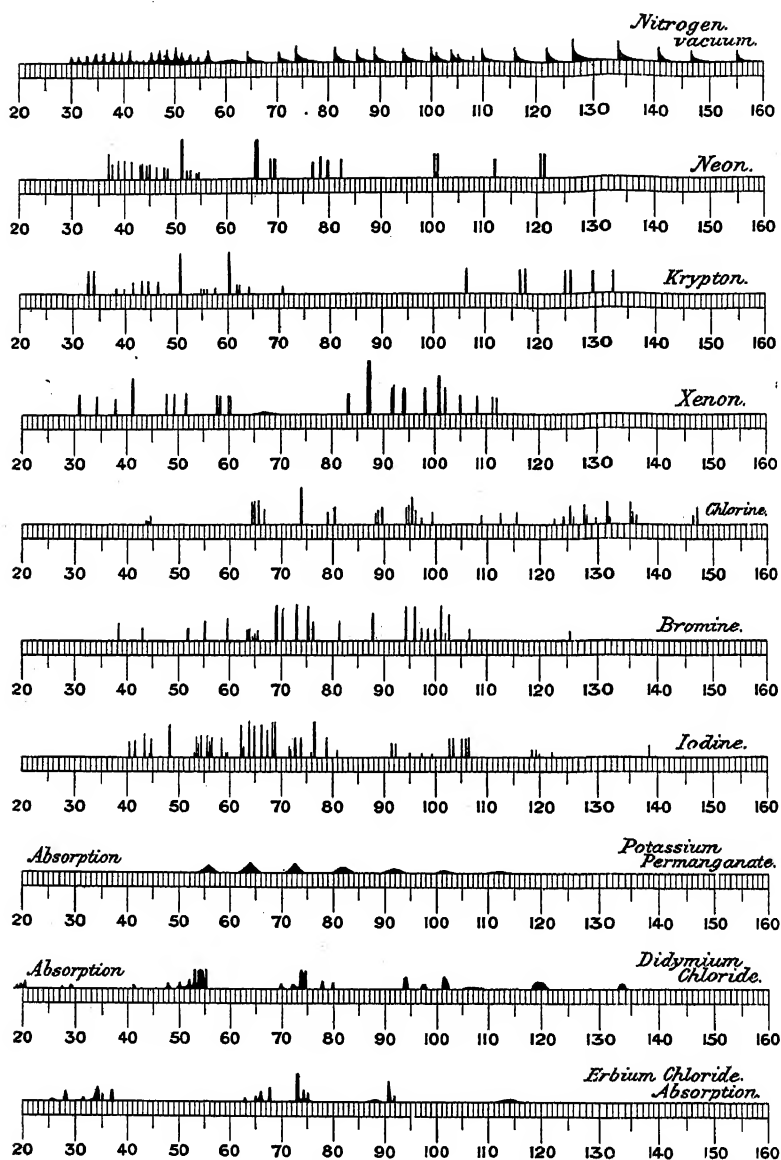 Nitrogen.
vacuum.
20 30 40 50 60 70 80 90 100 110 120 130 140 150 160
Neon.
20 30 40 50 60 70 80 90 100 110 120 130 140 150 160
Krypton.
20 30 40 50 60 70 80 90 100 110 120 130 140 150 160
Xenon.
20 30 40 50 60 70 80 90 100 110 120 130 140 150 160
Chlorine.
20 30 40 50 60 70 80 90 100 110 120 130 140 150 160
Bromine.
20 30 40 50 60 70 80 90 100 110 120 130 140 150 160
Iodine.
20 30 40 50 60 70 80 90 100 110 120 130 140 150 160
Absorption Potassium
Permanganate.
20 30 40 50 60 70 80 90 100 110 120 130 140 150 160
Absorption Didymium
Chloride.
20 30 40 50 60 70 80 90 100 110 120 130 140 150 160
Erbium Chloride.
Absorption.
20 30 40 50 60 70 80 90 100 110 120 130 140 150 160